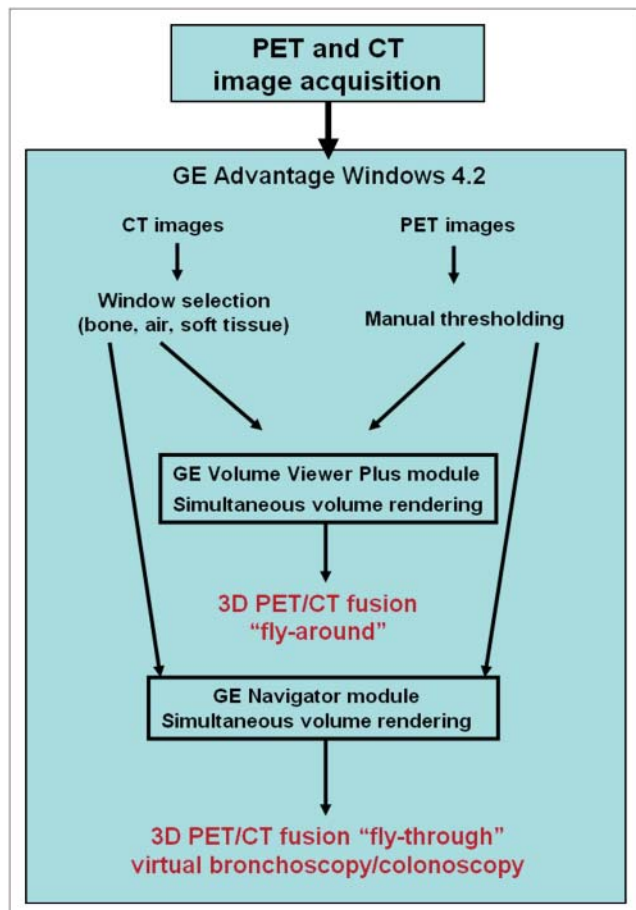 PET and CT
image acquisition
GE Advantage Windows 4.2
CT images
PET images
Window selection
(bone, air, soft tissue)
Manual thresholding
GE Volume Viewer Plus module
Simultaneous volume rendering
3D PET/CT fusion
“fly-around”
GE Navigator module
Simultaneous volume rendering
3D PET/CT fusion “fly-through”
virtual bronchoscopy/colonoscopy